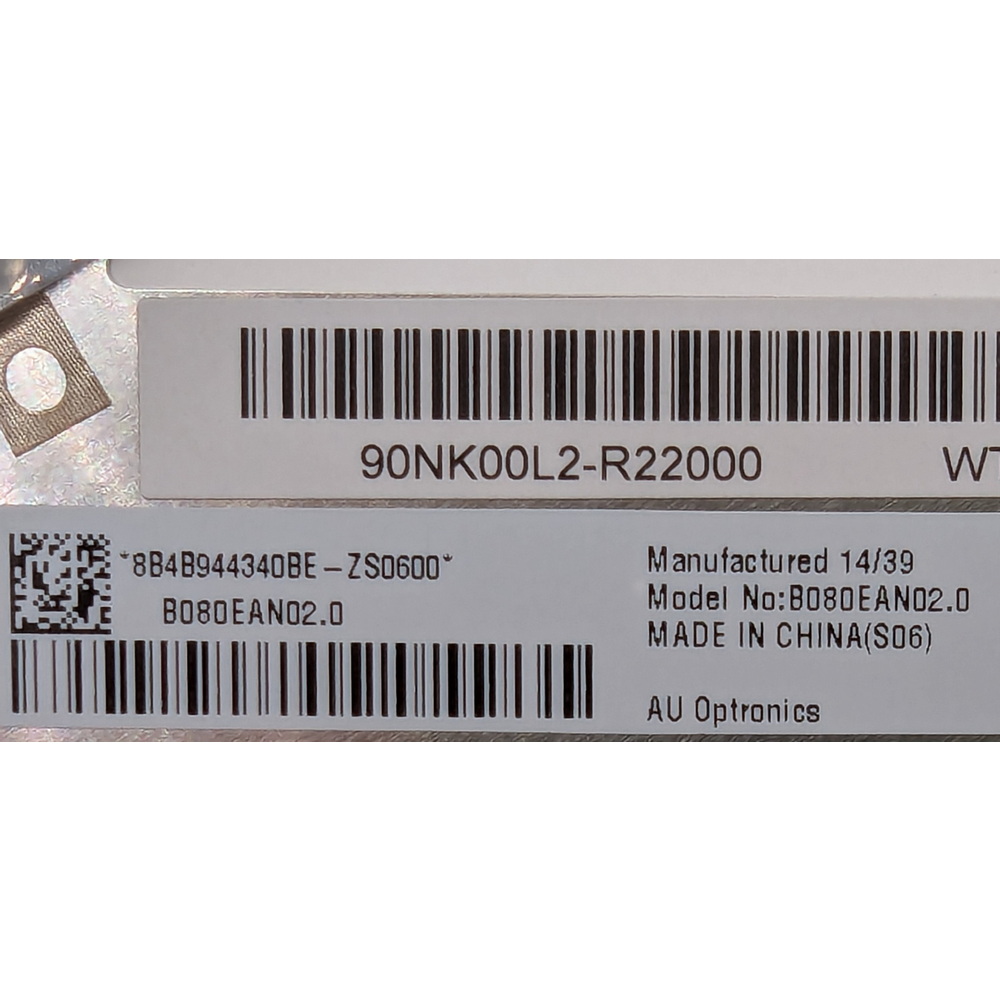 90NK00L2-R22000 WT
*8B4B944340BE-ZS0600*
B080EAN02.0
Manufactured 14/39
Model No:B080EAN02.0
MADE IN CHINA(S06)
AU Optronics